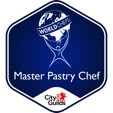 WORLDCHEFS
Master Pastry Chef
City & Guilds